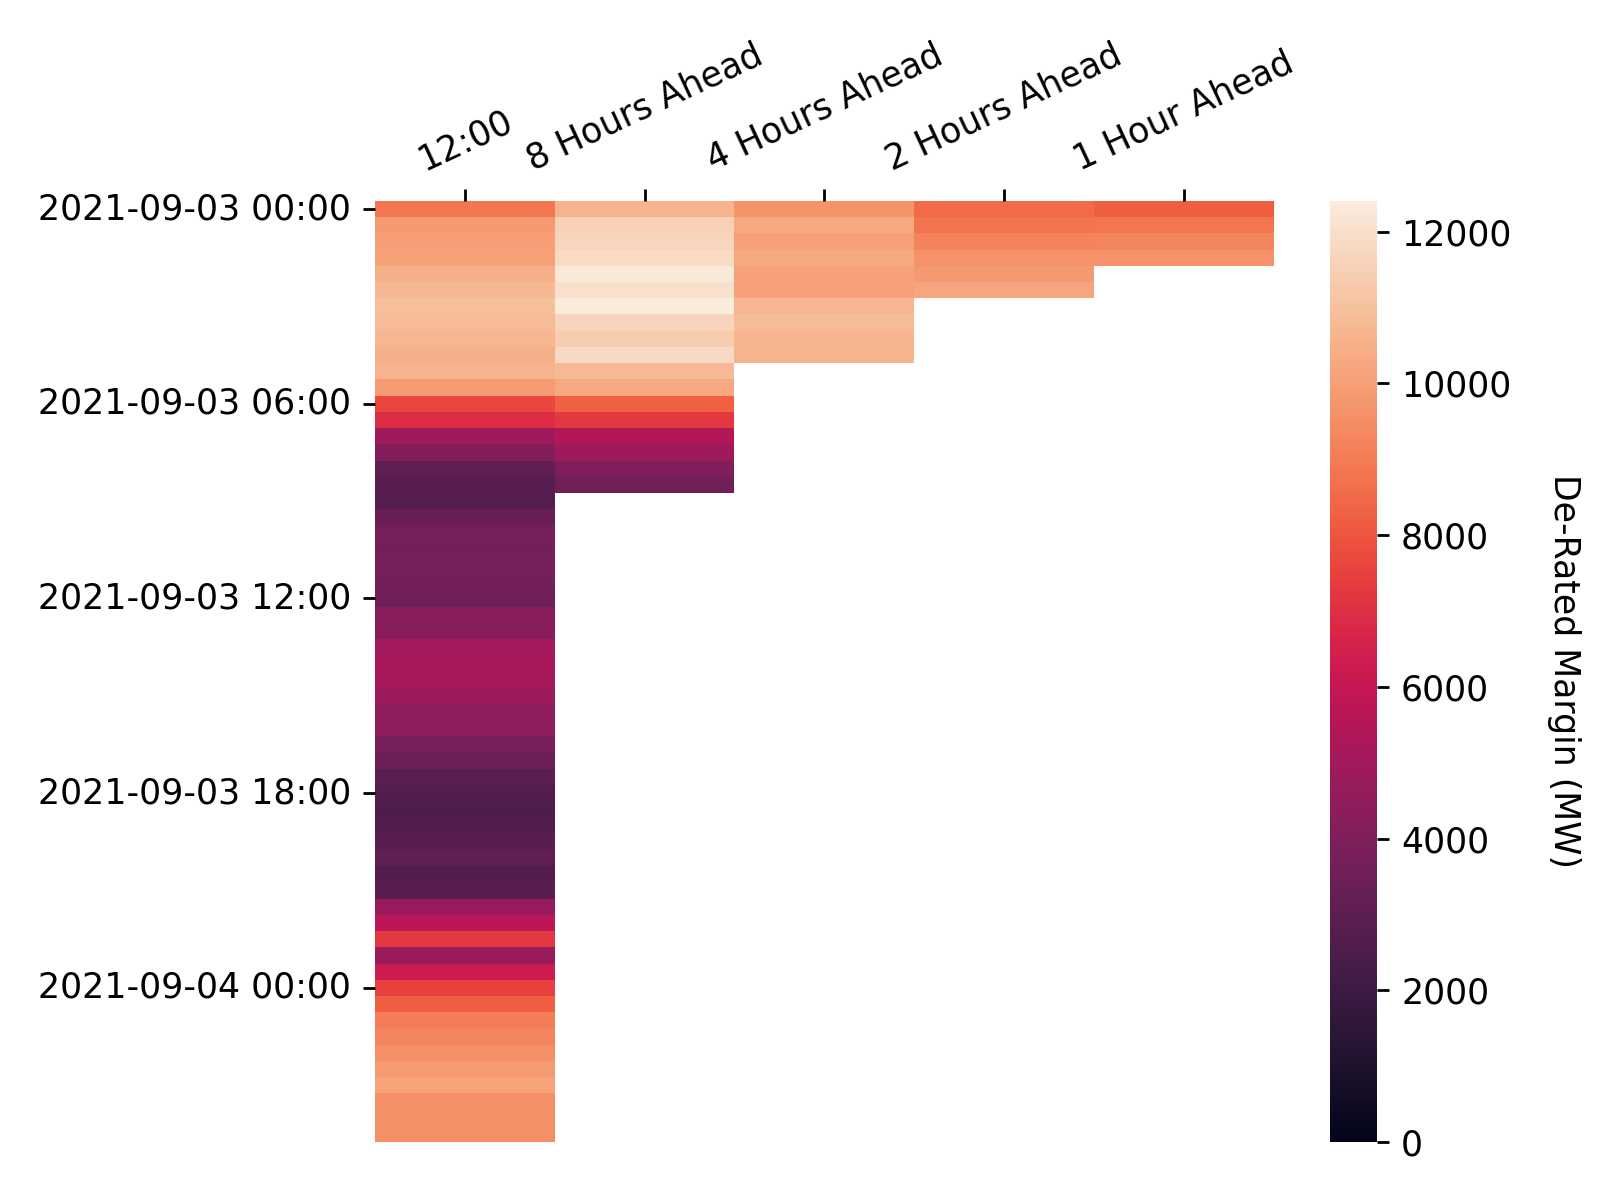 12:00
8 Hours Ahead
4 Hours Ahead
2 Hours Ahead
1 Hour Ahead
2021-09-03 00:00
2021-09-03 06:00
2021-09-03 12:00
2021-09-03 18:00
2021-09-04 00:00
12000
10000
8000
6000
4000
2000
0
De-Rated Margin (MW)